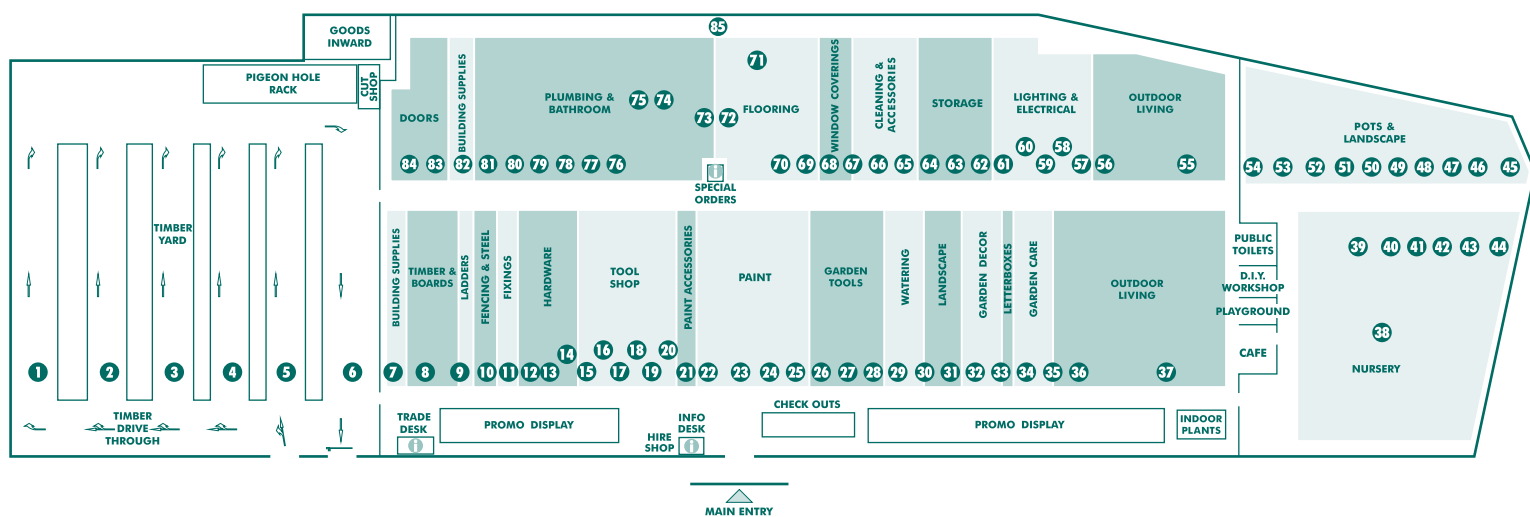 GOODS
INWARD
PIGEON HOLE
RACK
CUT
SHOP
85
DOORS
BUILDING SUPPLIES
PLUMBING &
BATHROOM
75 74
73 72
71
FLOORING
WINDOW COVERINGS
CLEANING &
ACCESSORIES
STORAGE
LIGHTING &
ELECTRICAL
OUTDOOR
LIVING
POTS &
LANDSCAPE
60 58
84 83 82 81 80 79 78 77 76 70 69 68 67 66 65 64 63 62 61 59 57 56 55 54 53 52 51 50 49 48 47 46 45
SPECIAL
ORDERS
TIMBER
YARD
BUILDING SUPPLIES
TIMBER &
BOARDS
LADDERS
FENCING & STEEL
FIXINGS
HARDWARE
TOOL
SHOP
PAINT ACCESSORIES
PAINT
GARDEN
TOOLS
WATERING
LANDSCAPE
GARDEN DECOR
LETTERBOXES
GARDEN CARE
OUTDOOR
LIVING
PUBLIC
TOILETS
D.I.Y.
WORKSHOP
PLAYGROUND
CAFE
39 40 41 42 43 44
38
NURSERY
14 16 18 20
1 2 3 4 5 6 7 8 9 10 11 12 13 15 17 19 21 22 23 24 25 26 27 28 29 30 31 32 33 34 35 36 37
TIMBER
DRIVE
THROUGH
TRADE
DESK
i
PROMO DISPLAY
INFO
DESK
HIRE
SHOP
i
CHECK OUTS
PROMO DISPLAY
INDOOR
PLANTS
i
MAIN ENTRY